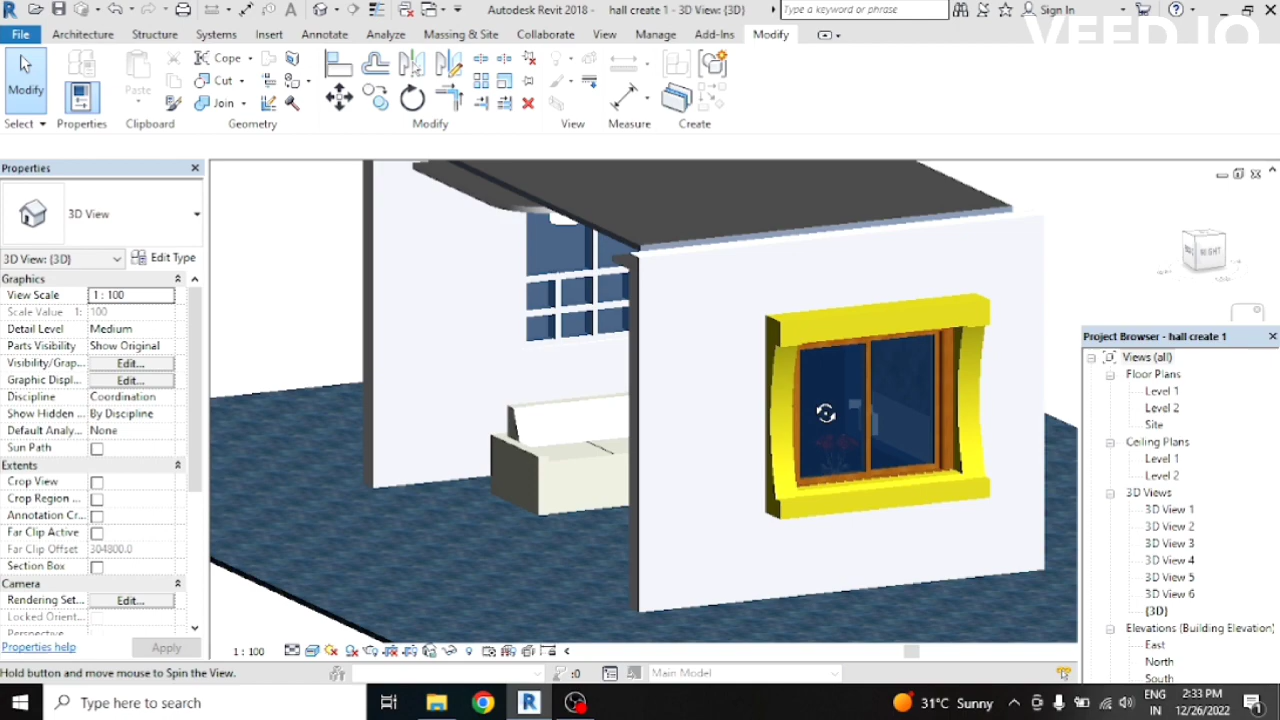 Autodesk Revit 2018 - hall create 1 - 3D View: {3D}
Type a keyword or phrase
Sign In
VEED.IO
File Architecture Structure Systems Insert Annotate Analyze Massing & Site Collaborate View Manage Add-Ins Modify
Modify
Paste
Cope
Cut
Join
Select Properties Clipboard Geometry Modify View Measure Create
Properties
3D View
3D View: {3D} Edit Type
Graphics
View Scale 1 : 100
Scale Value 1: 100
Detail Level Medium
Parts Visibility Show Original
Visibility/Grap... Edit...
Graphic Displ... Edit...
Discipline Coordination
Show Hidden ... By Discipline
Default Analy... None
Sun Path
Extents
Crop View
Crop Region ...
Annotation Cr...
Far Clip Active
Far Clip Offset 304800.0
Section Box
Camera
Rendering Set... Edit...
Locked Orient...
Perspective
Properties help Apply
RIGHT
Project Browser - hall create 1
Views (all)
Floor Plans
Level 1
Level 2
Site
Ceiling Plans
Level 1
Level 2
3D Views
3D View 1
3D View 2
3D View 3
3D View 4
3D View 5
3D View 6
{3D}
Elevations (Building Elevation)
East
North
South
1 : 100
Hold button and move mouse to Spin the View.
:0
Main Model
Type here to search
31°C Sunny
ENG
IN
2:33 PM
12/26/2022